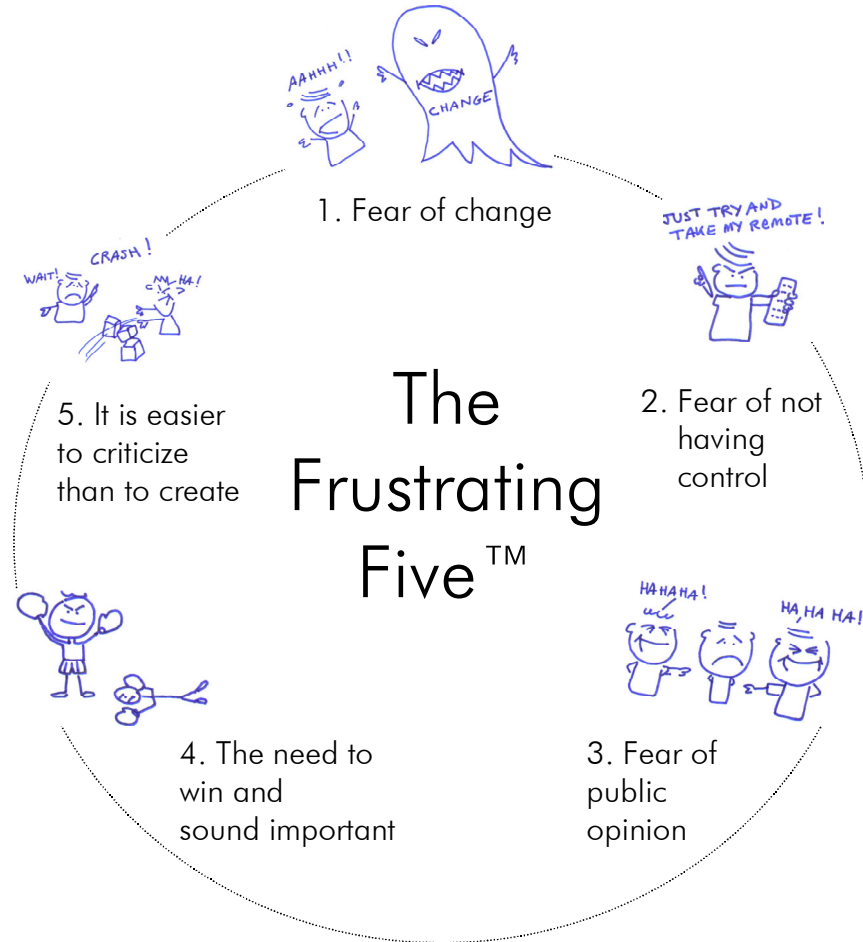 AAHHH!!
CHANGE
1. Fear of change
JUST TRY AND
TAKE MY REMOTE!
2. Fear of not
having
control
HA HA HA!
HA, HA HA!
3. Fear of
public
opinion
4. The need to
win and
sound important
WAIT!
CRASH!
HA!
5. It is easier
to criticize
than to create
The
Frustrating
Five™